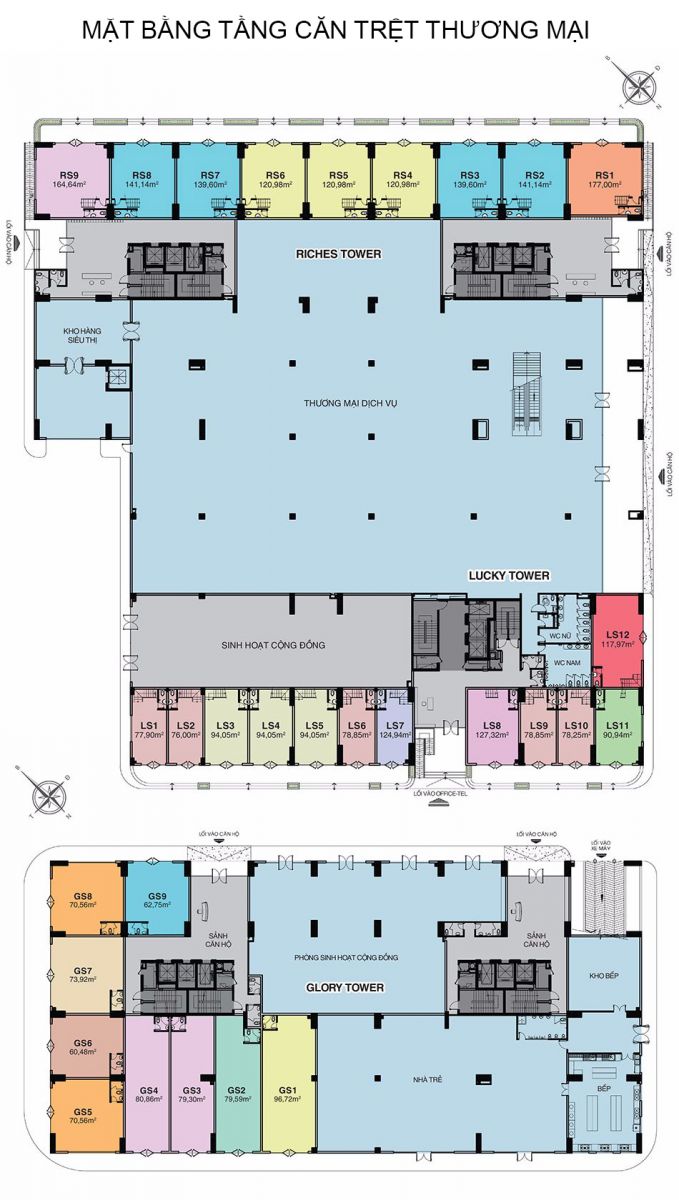 MẶT BẰNG TẦNG CĂN TRỆT THƯƠNG MẠI
B
Đ
T
N
RS9
164,64m²
RS8
141,14m²
RS7
139,60m²
RS6
120,98m²
RS5
120,98m²
RS4
120,98m²
RS3
139,60m²
RS2
141,14m²
RS1
177,00m²
LỐI VÀO CĂN HỘ
RICHES TOWER
LỐI VÀO CĂN HỘ
KHO HÀNG
SIÊU THỊ
THƯƠNG MẠI DỊCH VỤ
LỐI VÀO CĂN HỘ
LUCKY TOWER
SINH HOẠT CỘNG ĐỒNG
WC NỮ
WC NAM
LS12
117,97m²
LS1
77,90m²
LS2
76,00m²
LS3
94,05m²
LS4
94,05m²
LS5
94,05m²
LS6
78,85m²
LS7
124,94m²
LS8
127,32m²
LS9
78,85m²
LS10
78,25m²
LS11
90,94m²
LỐI VÀO OFFICE-TEL
B
Đ
T
N
LỐI VÀO CĂN HỘ
LỐI VÀO CĂN HỘ
LỐI VÀO
XE MÁY
GS8
70,56m²
GS9
62,75m²
SẢNH
CĂN HỘ
SẢNH
CĂN HỘ
PHÒNG SINH HOẠT CỘNG ĐỒNG
GLORY TOWER
GS7
73,92m²
KHO BẾP
GS6
60,48m²
GS5
70,56m²
GS4
80,86m²
GS3
79,30m²
GS2
79,59m²
GS1
96,72m²
NHÀ TRẺ
BẾP